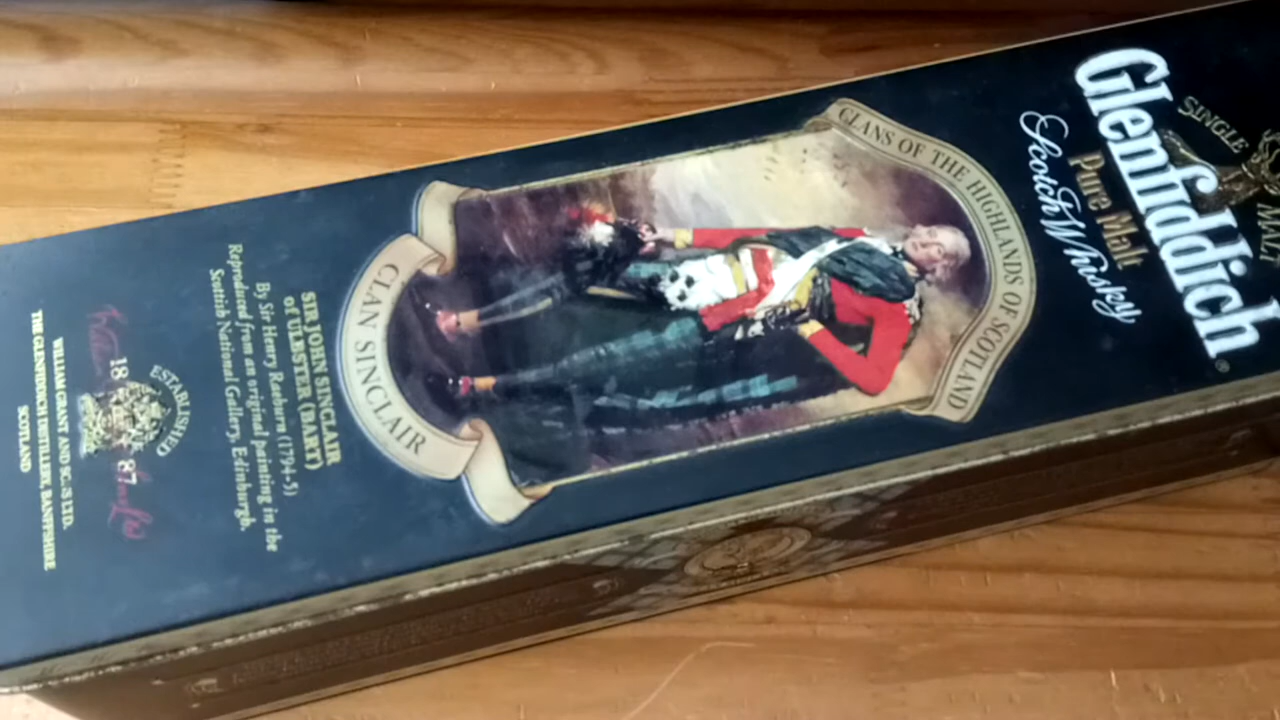 SINGLE MALT
Glenfiddich®
Pure Malt
Scotch Whisky
CLANS OF THE HIGHLANDS OF SCOTLAND
CLAN SINCLAIR
SIR JOHN SINCLAIR
of ULBSTER (BART)
By Sir Henry Raeburn (1794-5)
Reproduced from an original painting in the
Scottish National Gallery, Edinburgh.
ESTABLISHED
18 87
WILLIAM GRANT AND SONS LTD.
THE GLENFIDDICH DISTILLERY, BANFFSHIRE
SCOTLAND